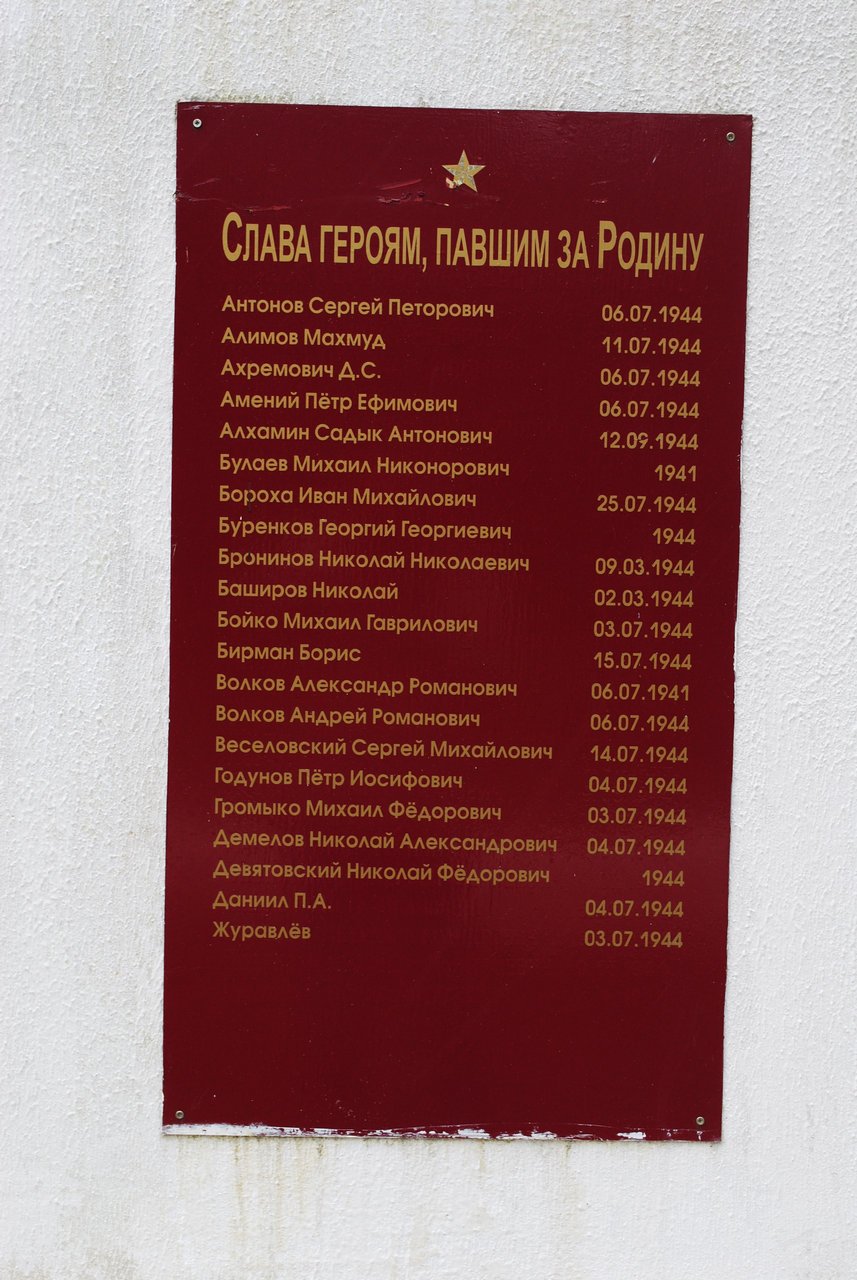 Слава героям, павшим за Родину
Антонов Сергей Петорович 06.07.1944
Алимов Махмуд 11.07.1944
Ахремович Д.С. 06.07.1944
Амений Пётр Ефимович 06.07.1944
Алхамин Садык Антонович 12.09.1944
Булаев Михаил Никонорович 1941
Бороха Иван Михайлович 25.07.1944
Буренков Георгий Георгиевич 1944
Бронинов Николай Николаевич 09.03.1944
Баширов Николай 02.03.1944
Бойко Михаил Гаврилович 03.07.1944
Бирман Борис 15.07.1944
Волков Александр Романович 06.07.1941
Волков Андрей Романович 06.07.1944
Веселовский Сергей Михайлович 14.07.1944
Годунов Пётр Иосифович 04.07.1944
Громыко Михаил Фёдорович 03.07.1944
Демелов Николай Александрович 04.07.1944
Девятовский Николай Фёдорович 1944
Даниил П.А. 04.07.1944
Журавлёв 03.07.1944